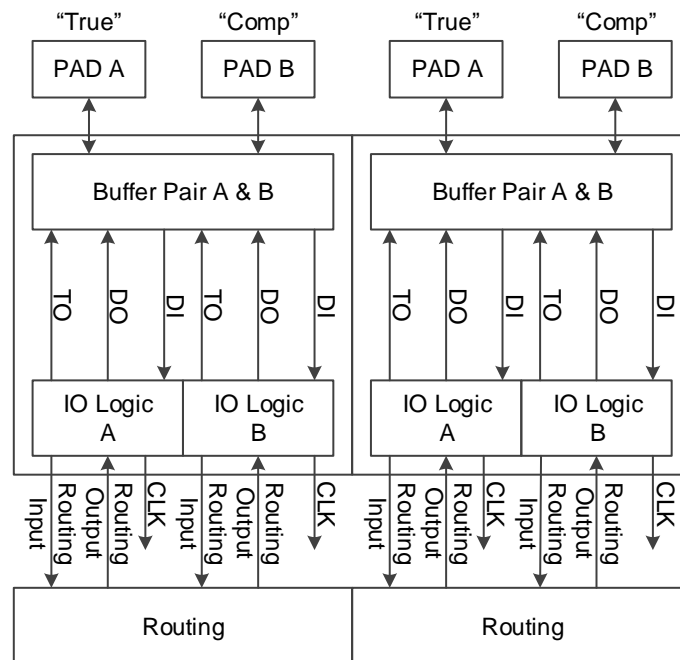 “True”
“Comp”
“True”
“Comp”
PAD A
PAD B
PAD A
PAD B
Buffer Pair A & B
Buffer Pair A & B
TO
DO
DI
TO
DO
DI
TO
DO
DI
TO
DO
DI
IO Logic
A
IO Logic
B
IO Logic
A
IO Logic
B
Routing
Input
Routing
Output
CLK
Routing
Input
Routing
Output
CLK
Routing
Input
Routing
Output
CLK
Routing
Input
Routing
Output
CLK
Routing
Routing